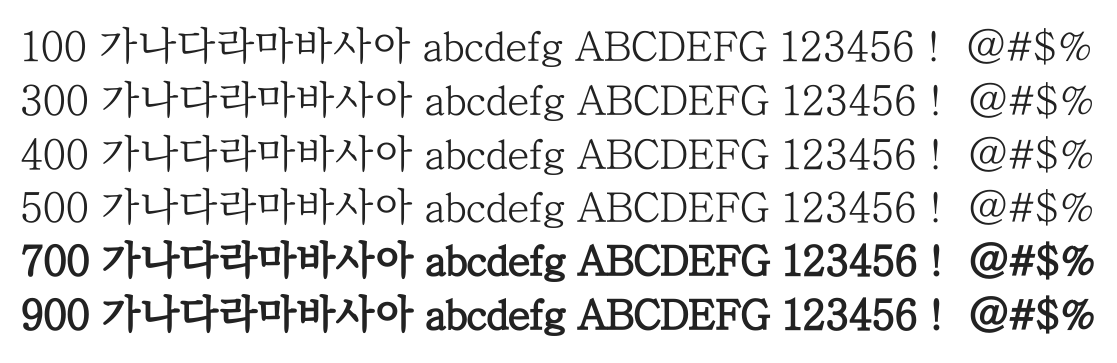 100 가나다라마바사아 abcdefg ABCDEFG 123456 ! @#$%
300 가나다라마바사아 abcdefg ABCDEFG 123456 ! @#$%
400 가나다라마바사아 abcdefg ABCDEFG 123456 ! @#$%
500 가나다라마바사아 abcdefg ABCDEFG 123456 ! @#$%
700 가나다라마바사아 abcdefg ABCDEFG 123456 ! @#$%
900 가나다라마바사아 abcdefg ABCDEFG 123456 ! @#$%